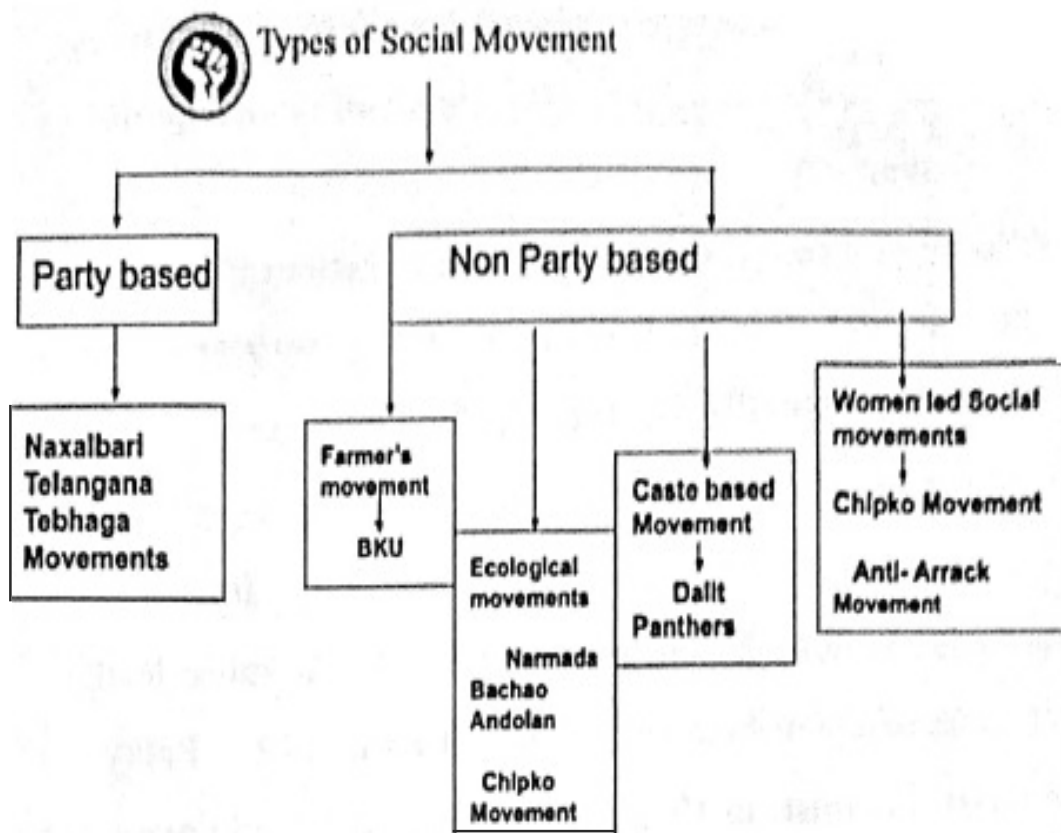 Types of Social Movement
Party based
Non Party based
Naxalbari
Telangana
Tebhaga
Movements
Farmer's
movement
BKU
Ecological
movements
Narmada
Bachao
Andolan
Chipko
Movement
Caste based
Movement
Dalit
Panthers
Women led Social
movements
Chipko Movement
Anti- Arrack
Movement